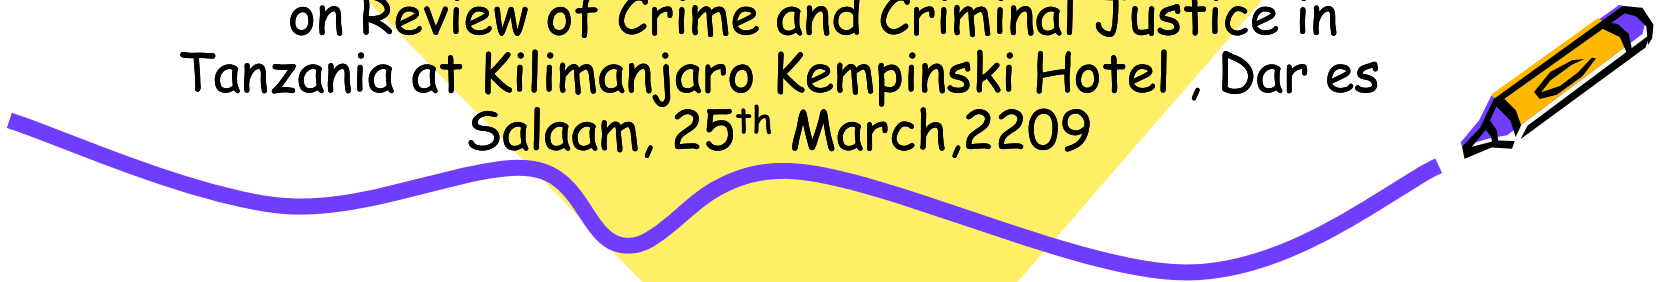 on Review of Crime and Criminal Justice in
Tanzania at Kilimanjaro Kempinski Hotel , Dar es
Salaam, 25th March,2209